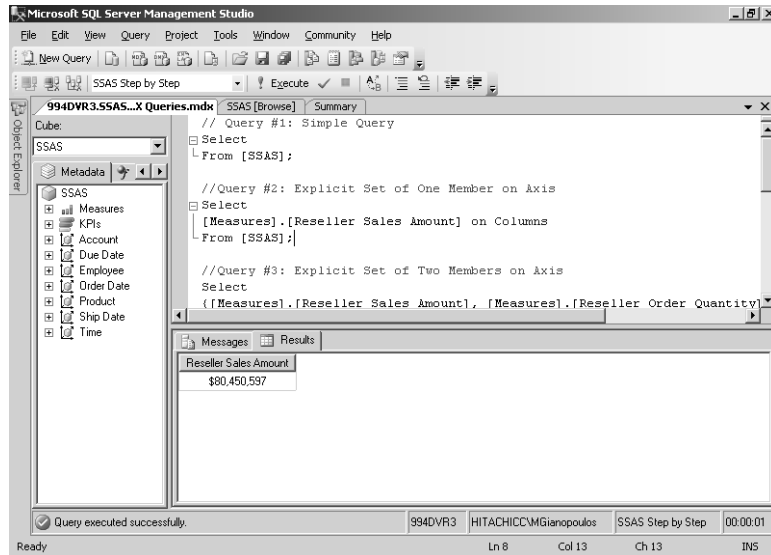 Microsoft SQL Server Management Studio
File Edit View Query Project Tools Window Community Help
New Query
SSAS Step by Step Execute
994DVR3.SSAS...X Queries.mdx SSAS [Browse] Summary
Object Explorer
Cube:
SSAS
Metadata
SSAS
Measures
KPIs
Account
Due Date
Employee
Order Date
Product
Ship Date
Time
// Query #1: Simple Query
Select
From [SSAS];
//Query #2: Explicit Set of One Member on Axis
Select
[Measures].[Reseller Sales Amount] on Columns
From [SSAS];
//Query #3: Explicit Set of Two Members on Axis
Select
{[Measures].[Reseller Sales Amount], [Measures].[Reseller Order Quantity]
Messages Results
Reseller Sales Amount
$80,450,597
Query executed successfully. 994DVR3 HITACHICC\MGianopoulos SSAS Step by Step 00:00:01
Ready Ln 8 Col 13 Ch 13 INS